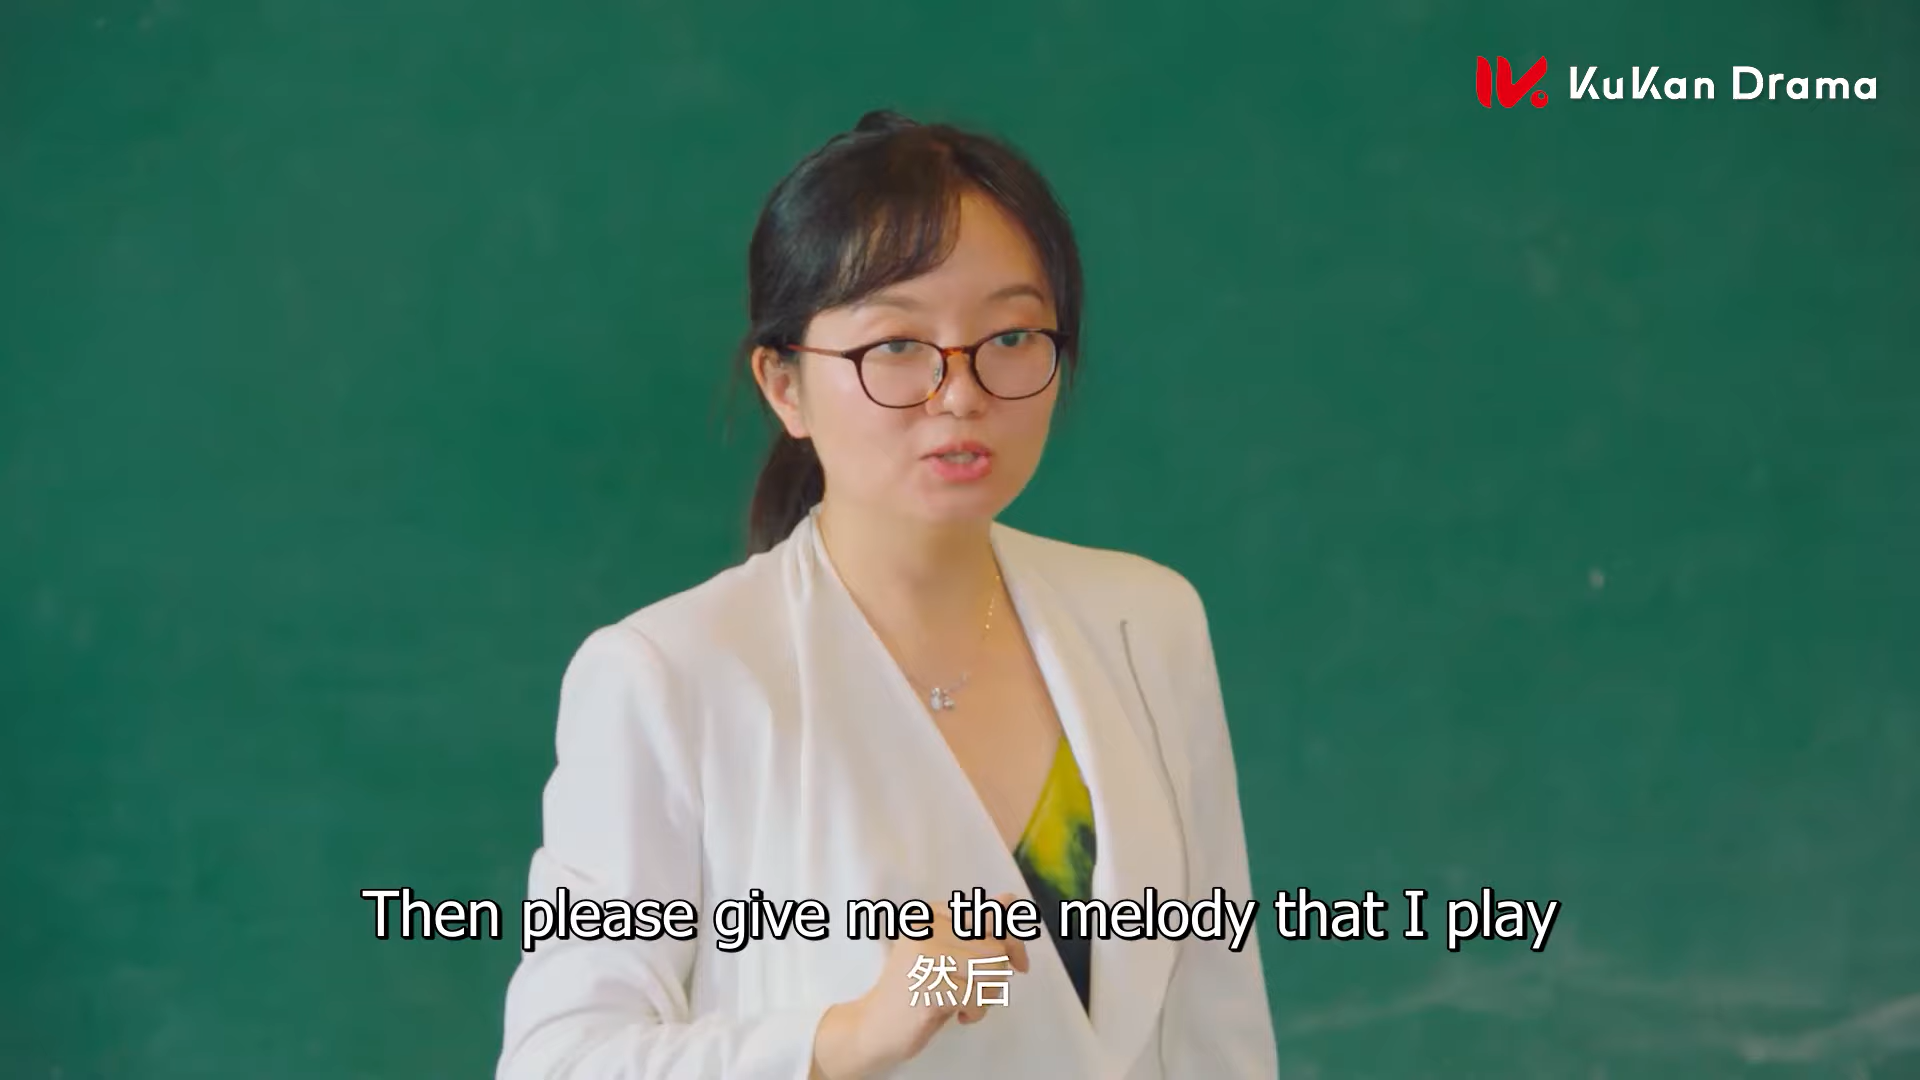 KuKan Drama
Then please give me the melody that I play
然后